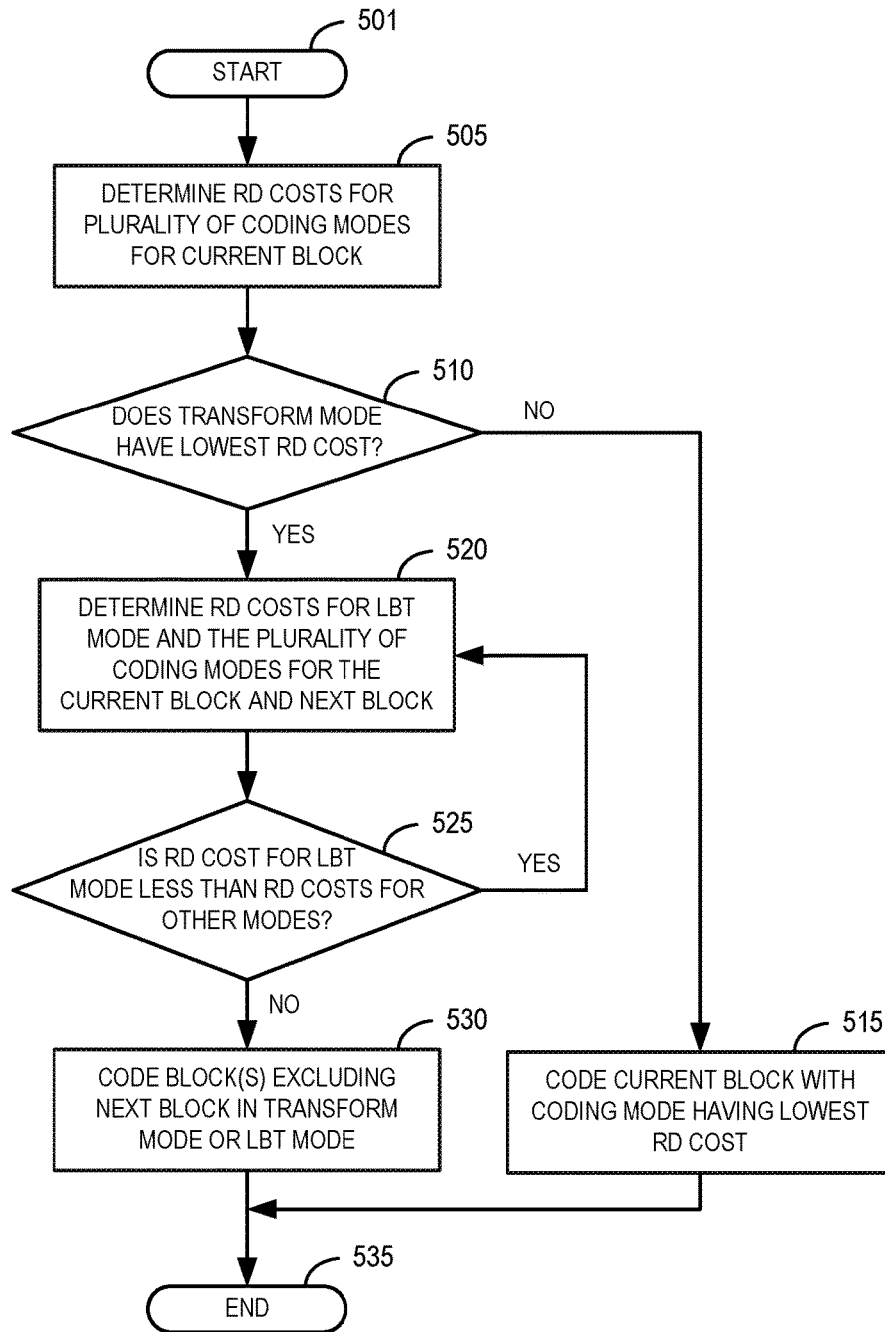 501
START
505
DETERMINE RD COSTS FOR
PLURALITY OF CODING MODES
FOR CURRENT BLOCK
510
DOES TRANSFORM MODE
HAVE LOWEST RD COST?
NO
YES
520
DETERMINE RD COSTS FOR LBT
MODE AND THE PLURALITY OF
CODING MODES FOR THE
CURRENT BLOCK AND NEXT BLOCK
525
IS RD COST FOR LBT
MODE LESS THAN RD COSTS FOR
OTHER MODES?
YES
NO
530
CODE BLOCK(S) EXCLUDING
NEXT BLOCK IN TRANSFORM
MODE OR LBT MODE
515
CODE CURRENT BLOCK WITH
CODING MODE HAVING LOWEST
RD COST
535
END